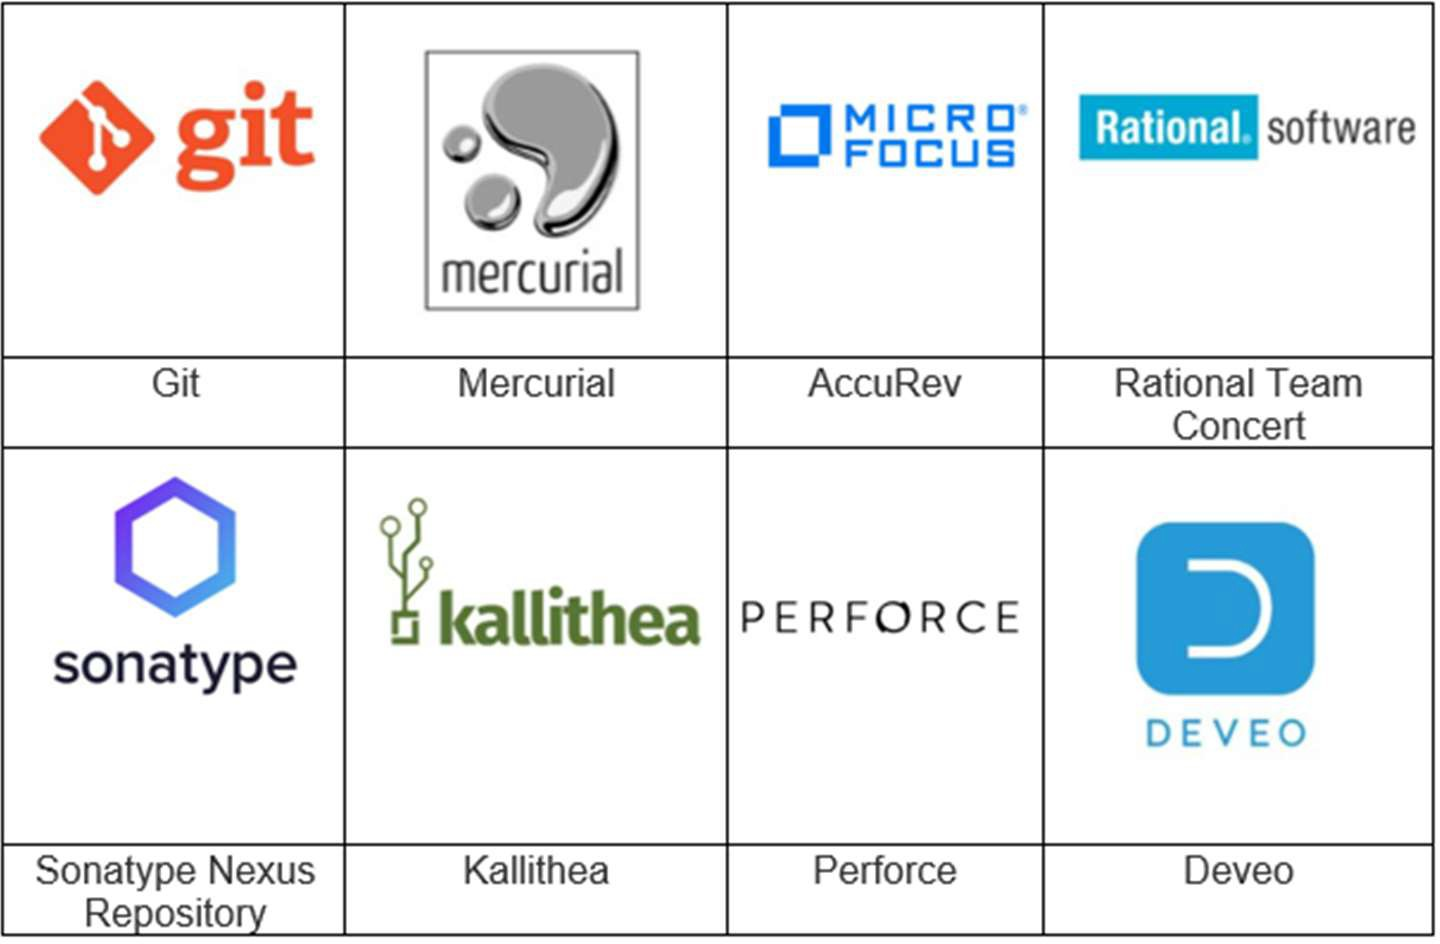 git
mercurial
MICRO
FOCUS®
Rational® software
Git
Mercurial
AccuRev
Rational Team
Concert
sonatype
kallithea
PERFORCE
DEVEO
Sonatype Nexus
Repository
Kallithea
Perforce
Deveo